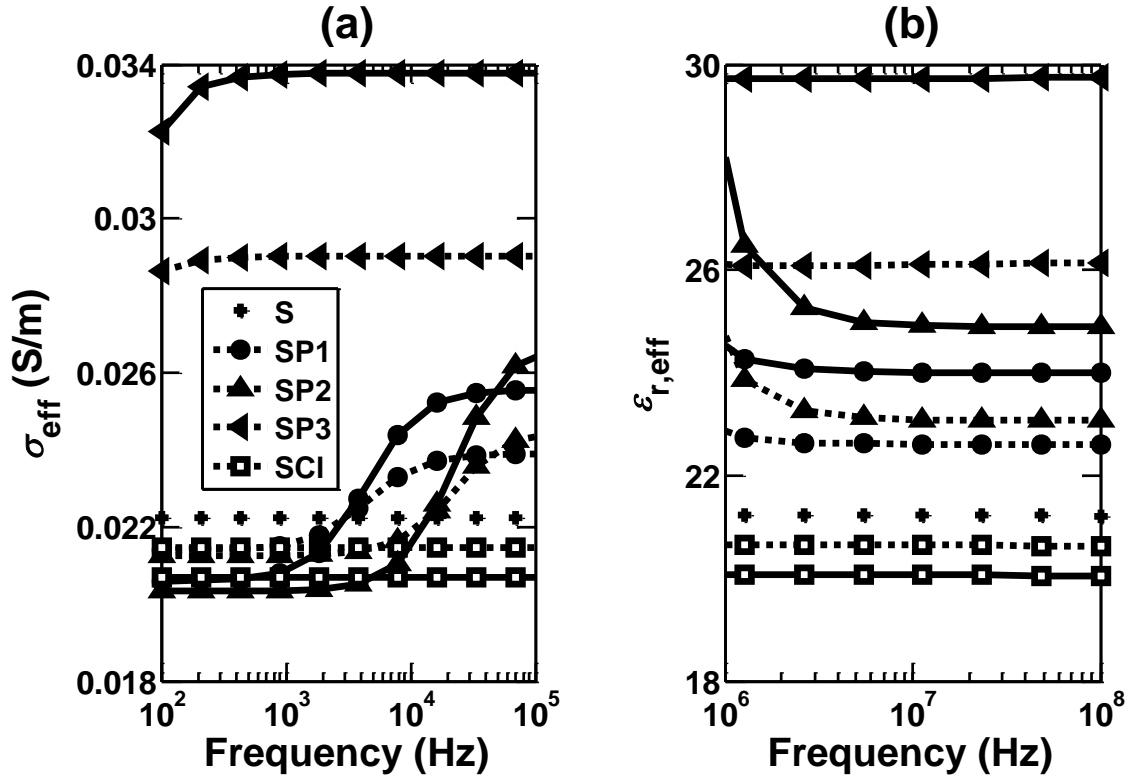 (a)
0.034
0.03
0.026
0.022
0.018
σeff (S/m)
S
SP1
SP2
SP3
SCI
10² 10³ 10⁴ 10⁵
Frequency (Hz)
(b)
30
26
22
18
εr,eff
10⁶ 10⁷ 10⁸
Frequency (Hz)